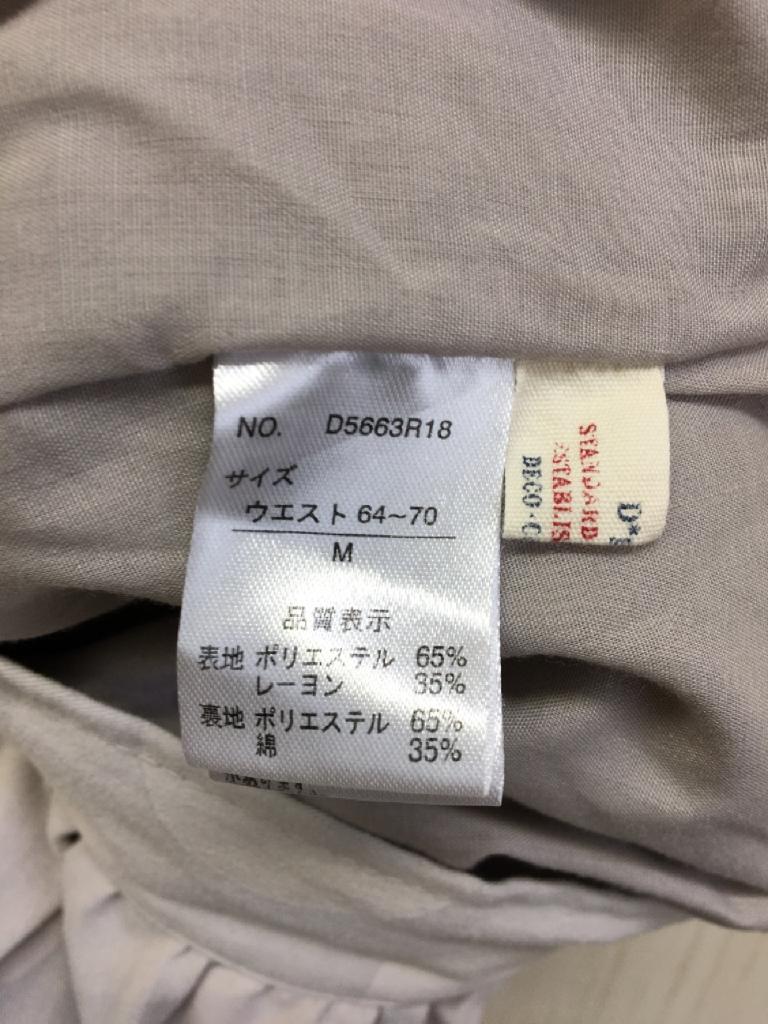 NO. D5663R18
サイズ
ウエスト 64~70
M
品質表示
表地 ポリエステル 65%
レーヨン 35%
裏地 ポリエステル 65%
綿 35%
STANDARD
DECO